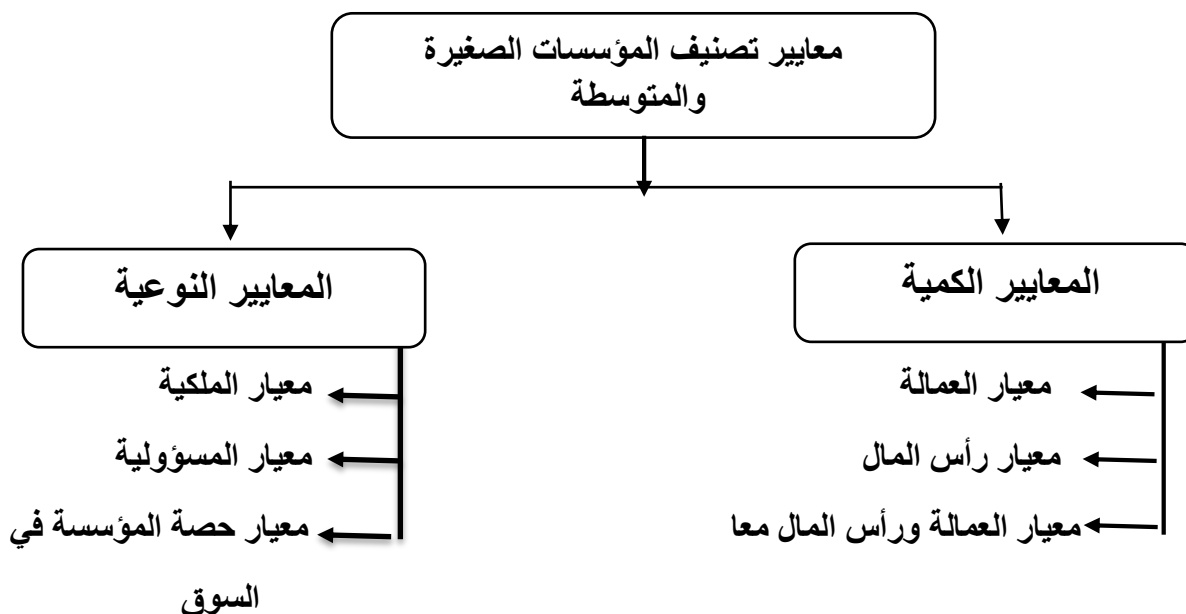 معايير تصنيف المؤسسات الصغيرة
والمتوسطة
المعايير الكمية
معيار العمالة
معيار رأس المال
معيار العمالة ورأس المال معا
المعايير النوعية
معيار الملكية
معيار المسؤولية
معيار حصة المؤسسة في
السوق